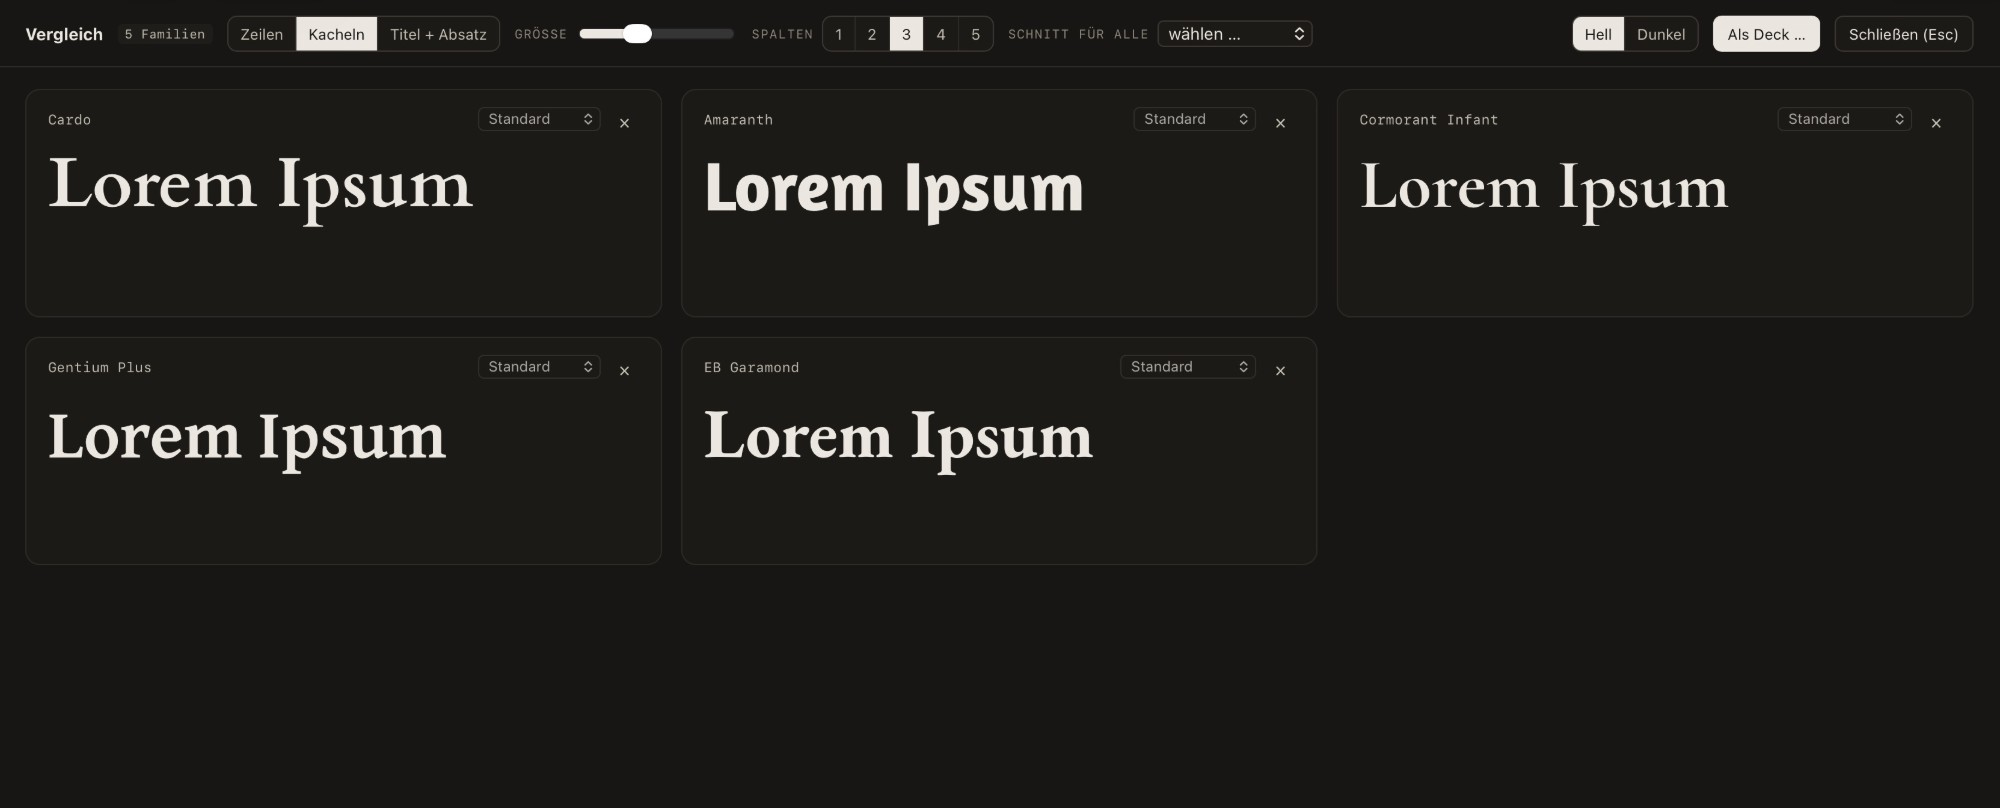 Vergleich 5 Familien Zeilen Kacheln Titel + Absatz GRÖSSE SPALTEN 1 2 3 4 5 SCHNITT FÜR ALLE wählen ... Hell Dunkel Als Deck ... Schließen (Esc)
Cardo Standard ×
Lorem Ipsum
Amaranth Standard ×
Lorem Ipsum
Cormorant Infant Standard ×
Lorem Ipsum
Gentium Plus Standard ×
Lorem Ipsum
EB Garamond Standard ×
Lorem Ipsum